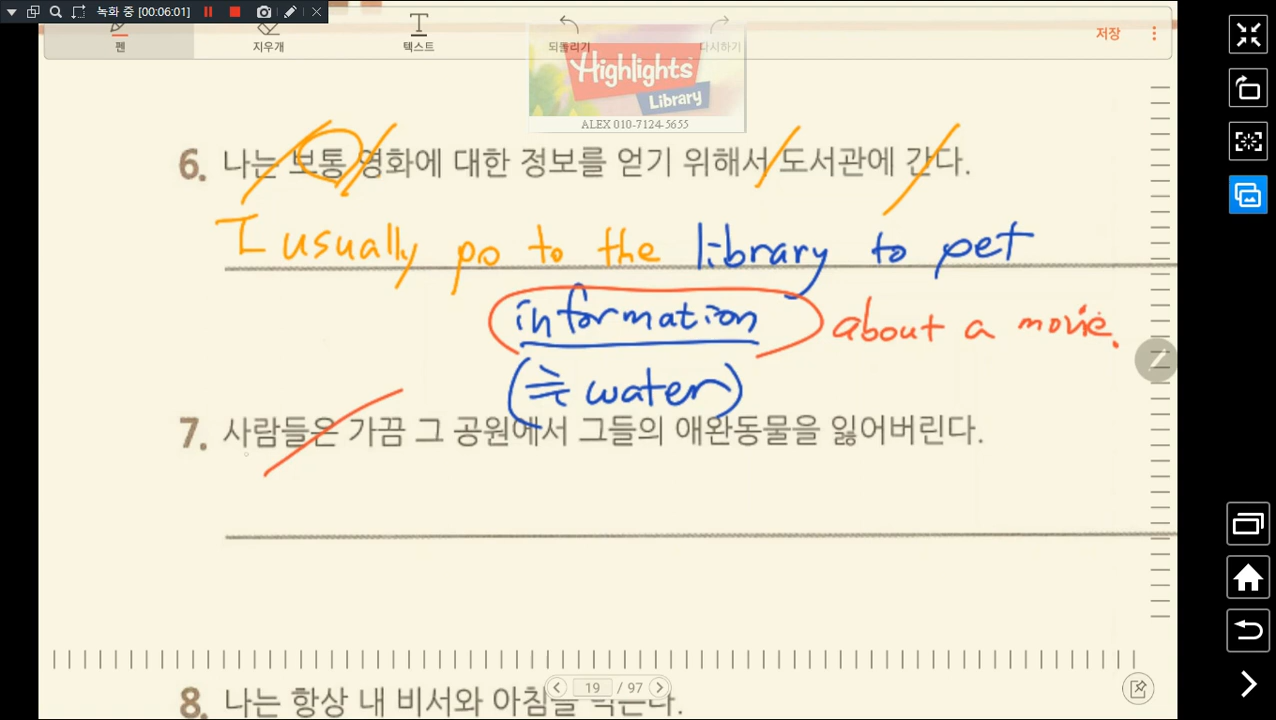 녹화 중 [00:06:01]
펜 지우개 텍스트 되돌리기 다시하기 저장
Highlights
Library
ALEX 010-7124-5655
6. 나는 보통 영화에 대한 정보를 얻기 위해서 도서관에 간다.
I usually go to the library to get
information about a movie.
(≒ water)
7. 사람들은 가끔 그 공원에서 그들의 애완동물을 잃어버린다.
8. 나는 항상 내 비서와 아침을 먹는다.
19 / 97